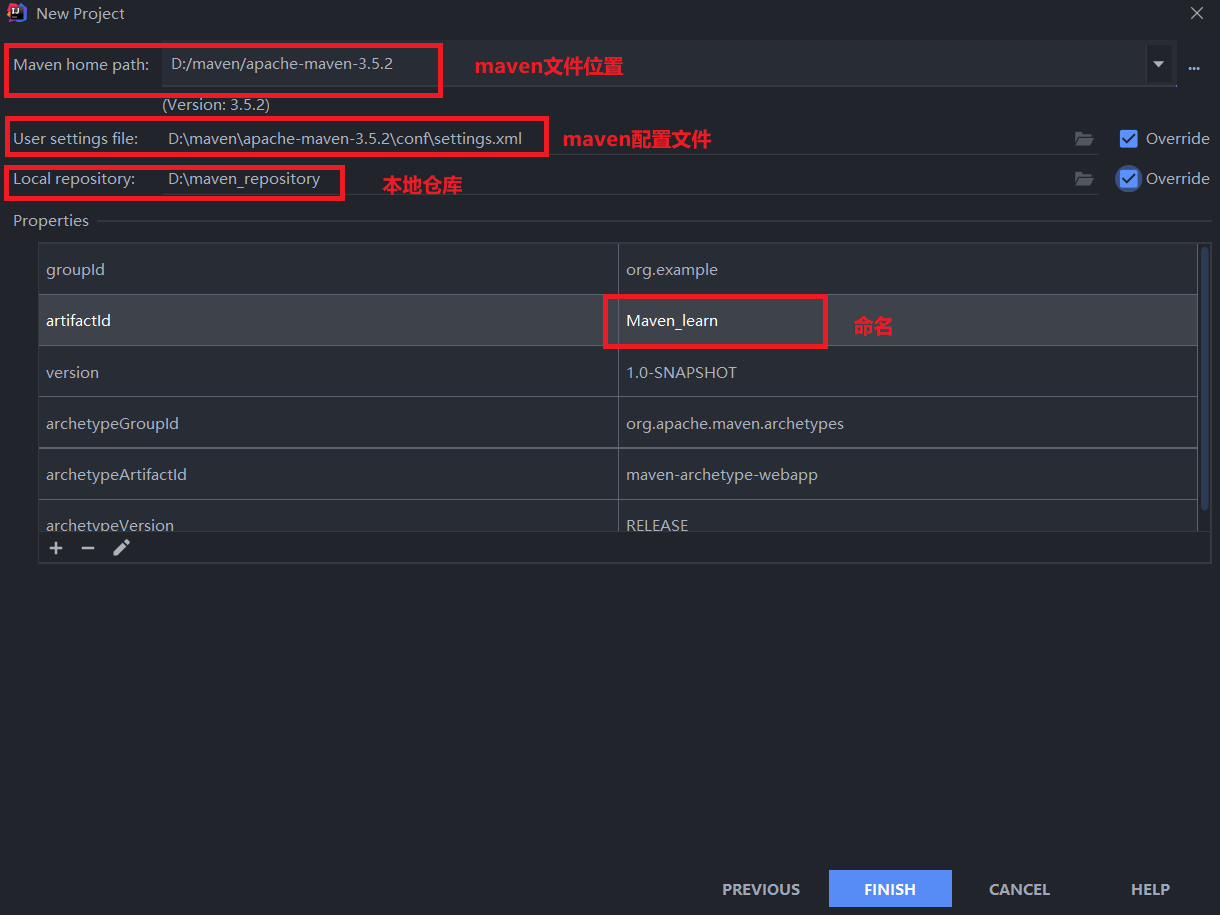 New Project
Maven home path: D:/maven/apache-maven-3.5.2 maven文件位置
(Version: 3.5.2)
User settings file: D:\maven\apache-maven-3.5.2\conf\settings.xml maven配置文件 Override
Local repository: D:\maven_repository 本地仓库 Override
Properties
groupId org.example
artifactId Maven_learn 命名
version 1.0-SNAPSHOT
archetypeGroupId org.apache.maven.archetypes
archetypeArtifactId maven-archetype-webapp
archetypeVersion RELEASE
PREVIOUS FINISH CANCEL HELP